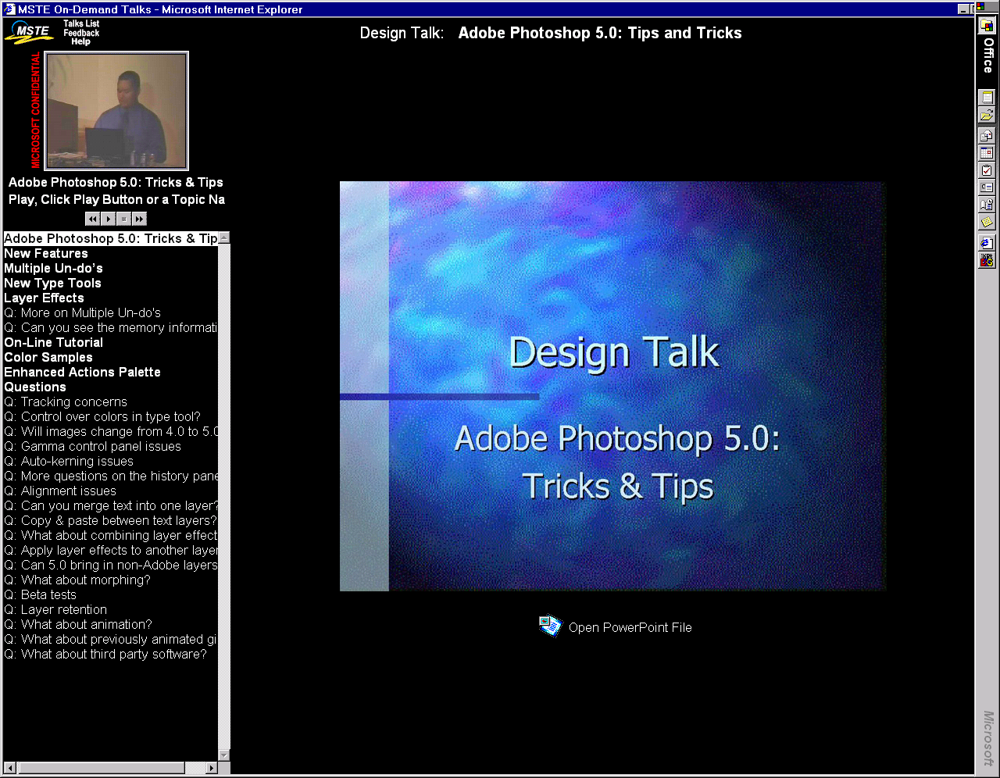 MSTE On-Demand Talks - Microsoft Internet Explorer
MSTE
Talks List
Feedback
Help
Design Talk: Adobe Photoshop 5.0: Tips and Tricks
Office
MICROSOFT CONFIDENTIAL
Adobe Photoshop 5.0: Tricks & Tips
Play, Click Play Button or a Topic Na
Adobe Photoshop 5.0: Tricks & Tip
New Features
Multiple Un-do's
New Type Tools
Layer Effects
Q: More on Multiple Un-do's
Q: Can you see the memory informati
On-Line Tutorial
Color Samples
Enhanced Actions Palette
Questions
Q: Tracking concerns
Q: Control over colors in type tool?
Q: Will images change from 4.0 to 5.0
Q: Gamma control panel issues
Q: Auto-kerning issues
Q: More questions on the history pane
Q: Alignment issues
Q: Can you merge text into one layer?
Q: Copy & paste between text layers?
Q: What about combining layer effect
Q: Apply layer effects to another layer
Q: Can 5.0 bring in non-Adobe layers
Q: What about morphing?
Q: Beta tests
Q: Layer retention
Q: What about animation?
Q: What about previously animated gi
Q: What about third party software?
Design Talk
Adobe Photoshop 5.0:
Tricks & Tips
Open PowerPoint File
Microsoft